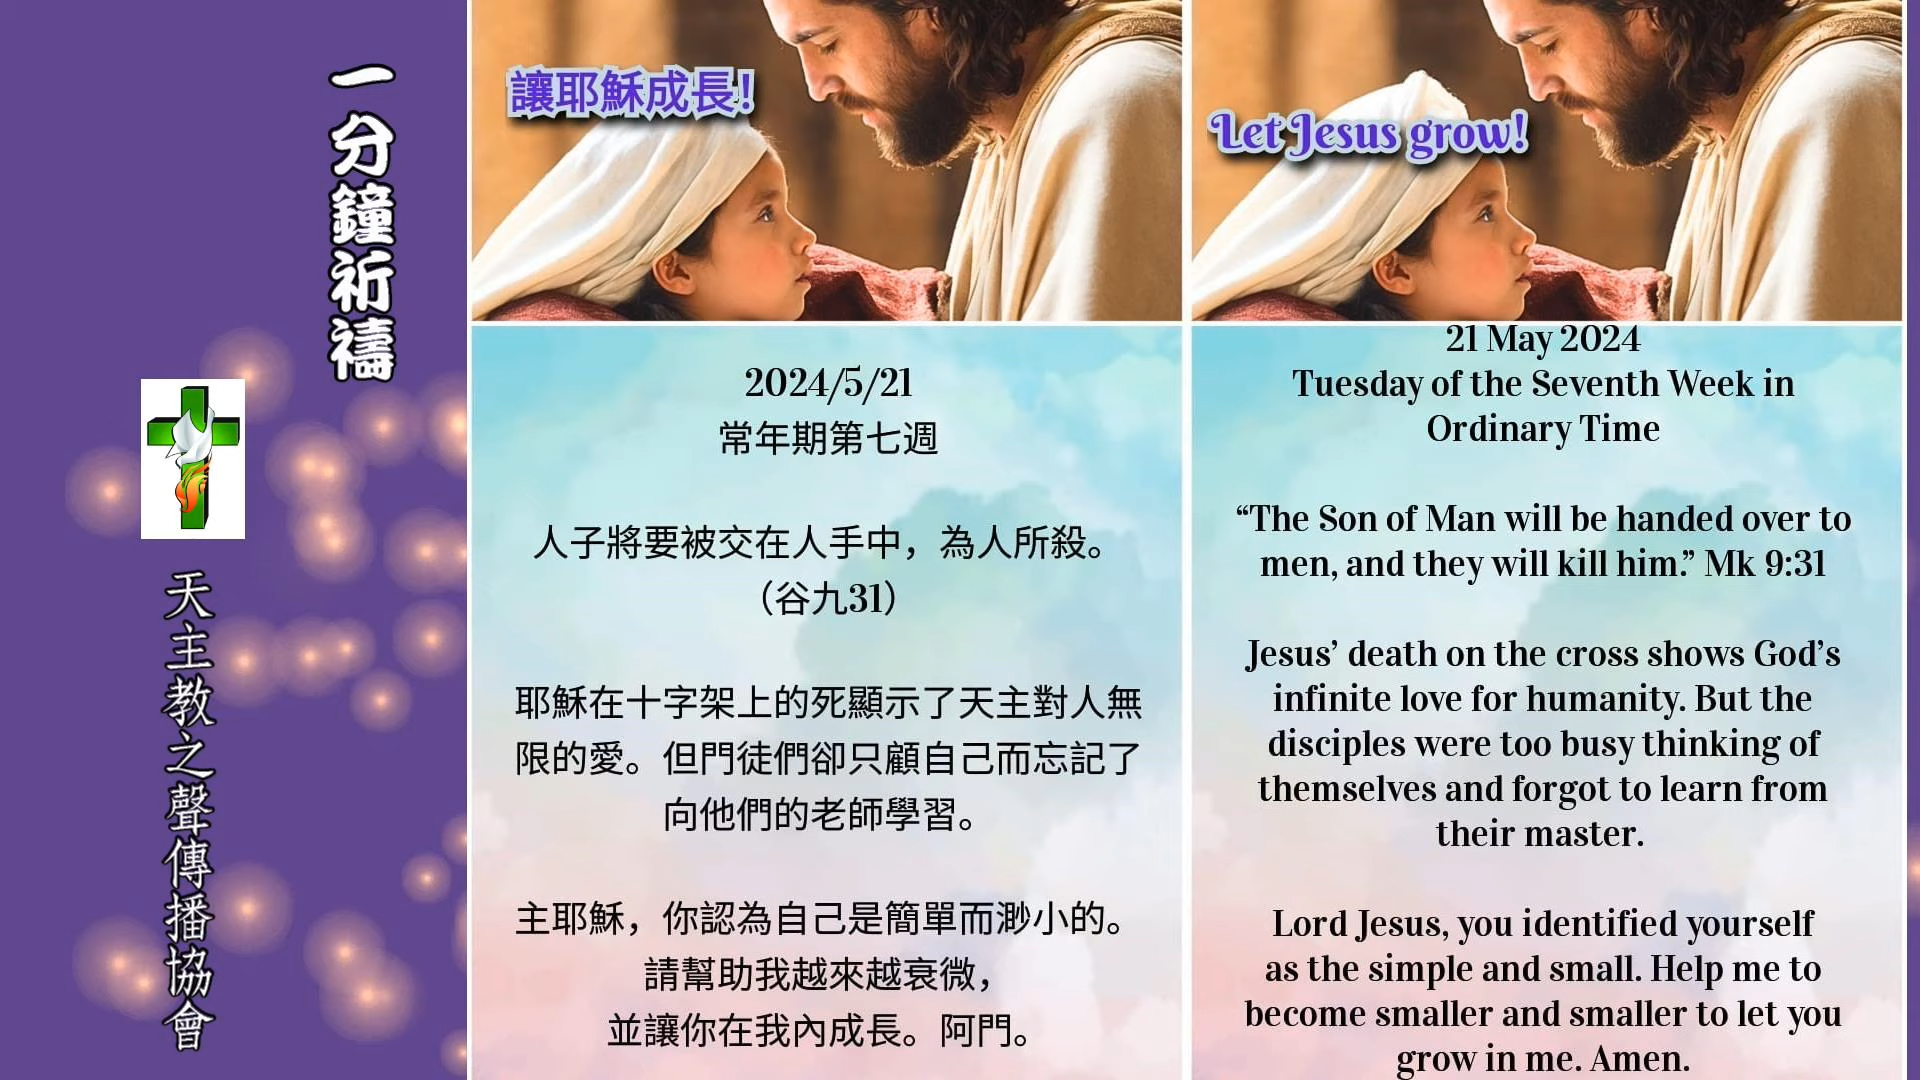 一分鐘祈禱
天主教之聲傳播協會
讓耶穌成長!
2024/5/21
常年期第七週
人子將要被交在人手中，為人所殺。
（谷九31）
耶穌在十字架上的死顯示了天主對人無
限的愛。但門徒們卻只顧自己而忘記了
向他們的老師學習。
主耶穌，你認為自己是簡單而渺小的。
請幫助我越來越衰微，
並讓你在我內成長。阿門。
Let Jesus grow!
21 May 2024
Tuesday of the Seventh Week in
Ordinary Time
“The Son of Man will be handed over to
men, and they will kill him.” Mk 9:31
Jesus’ death on the cross shows God’s
infinite love for humanity. But the
disciples were too busy thinking of
themselves and forgot to learn from
their master.
Lord Jesus, you identified yourself
as the simple and small. Help me to
become smaller and smaller to let you
grow in me. Amen.